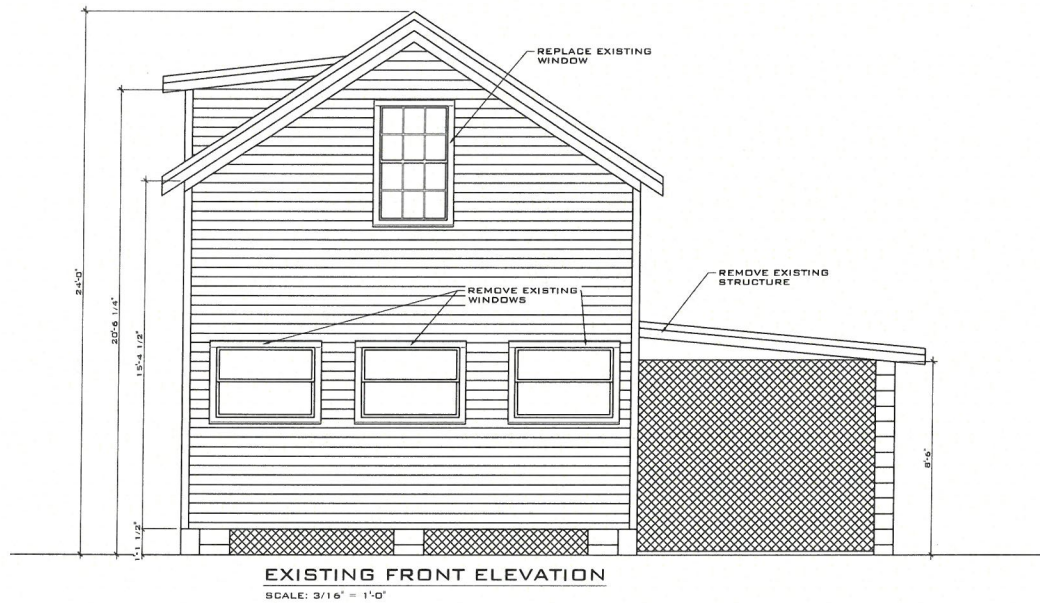 REPLACE EXISTING
WINDOW
REMOVE EXISTING
STRUCTURE
REMOVE EXISTING
WINDOWS
24'-0"
20'-6 1/4"
15'-4 1/2"
1'-1 1/2"
8'-6"
EXISTING FRONT ELEVATION
SCALE: 3/16" = 1'-0"